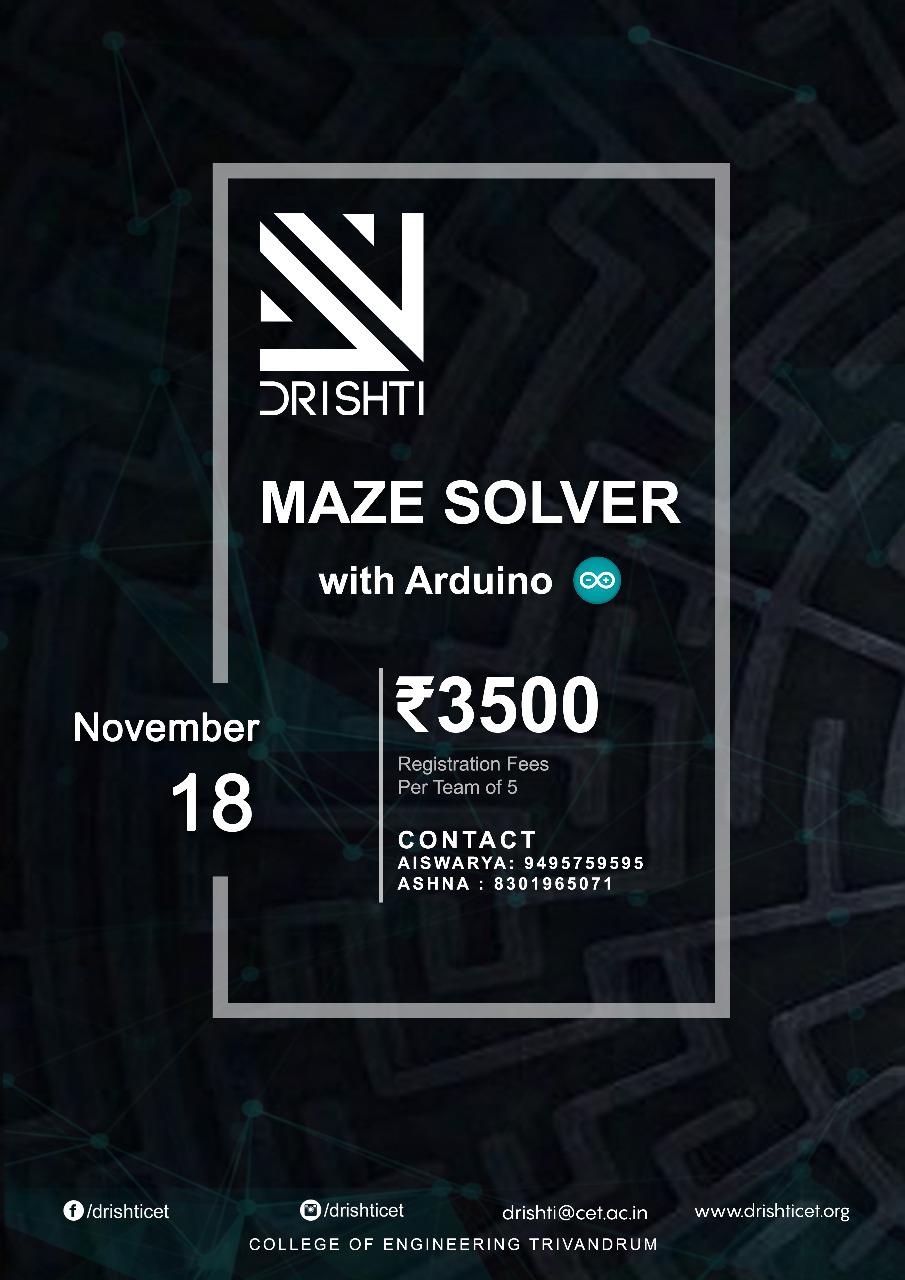 DRISHTI
MAZE SOLVER
with Arduino
November
18
₹3500
Registration Fees
Per Team of 5
CONTACT
AISWARYA: 9495759595
ASHNA : 8301965071
/drishticet
/drishticet
drishti@cet.ac.in
www.drishticet.org
COLLEGE OF ENGINEERING TRIVANDRUM